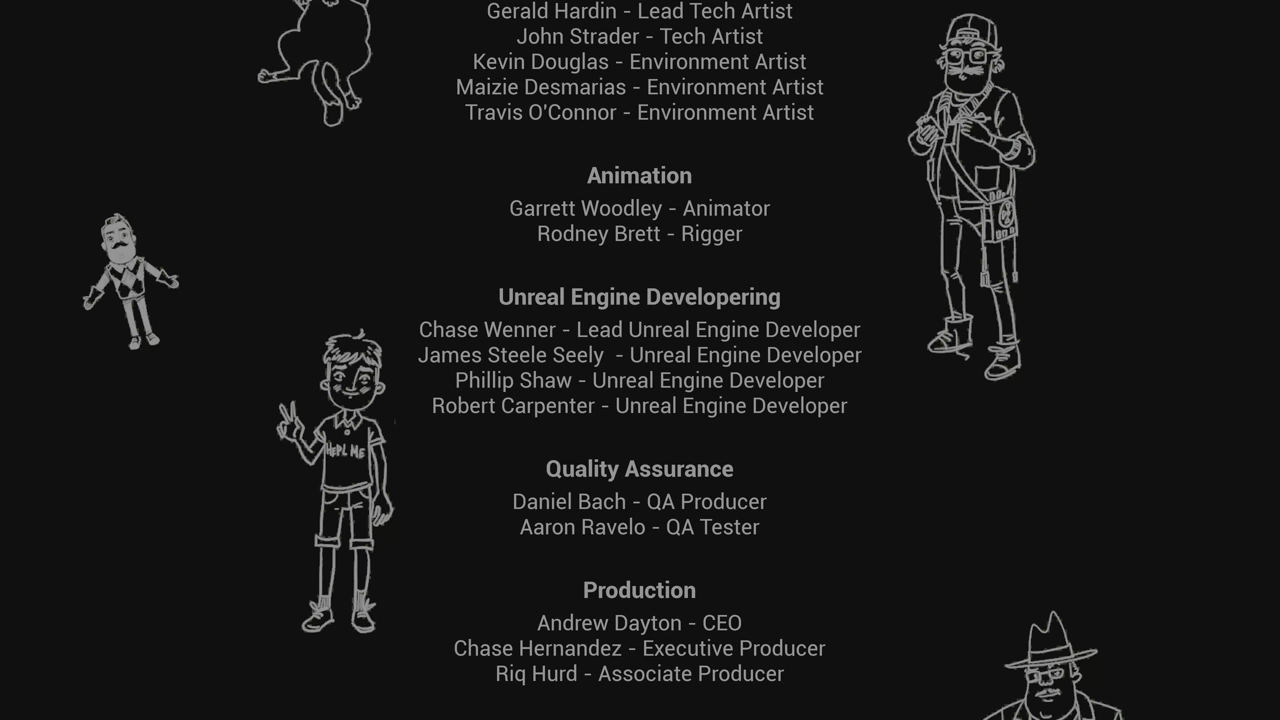 Gerald Hardin - Lead Tech Artist
John Strader - Tech Artist
Kevin Douglas - Environment Artist
Maizie Desmarias - Environment Artist
Travis O'Connor - Environment Artist
Animation
Garrett Woodley - Animator
Rodney Brett - Rigger
Unreal Engine Developering
Chase Wenner - Lead Unreal Engine Developer
James Steele Seely  - Unreal Engine Developer
Phillip Shaw - Unreal Engine Developer
Robert Carpenter - Unreal Engine Developer
HEPL ME
Quality Assurance
Daniel Bach - QA Producer
Aaron Ravelo - QA Tester
Production
Andrew Dayton - CEO
Chase Hernandez - Executive Producer
Riq Hurd - Associate Producer